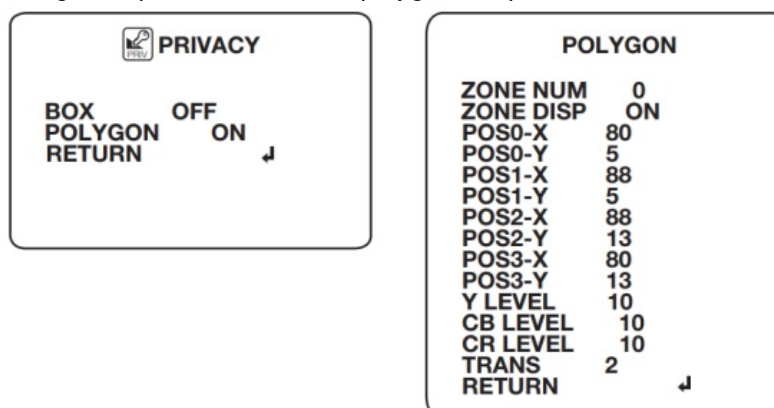 PRIV
PRIVACY
BOX OFF
POLYGON ON
RETURN ↲
POLYGON
ZONE NUM 0
ZONE DISP ON
POS0-X 80
POS0-Y 5
POS1-X 88
POS1-Y 5
POS2-X 88
POS2-Y 13
POS3-X 80
POS3-Y 13
Y LEVEL 10
CB LEVEL 10
CR LEVEL 10
TRANS 2
RETURN ↲